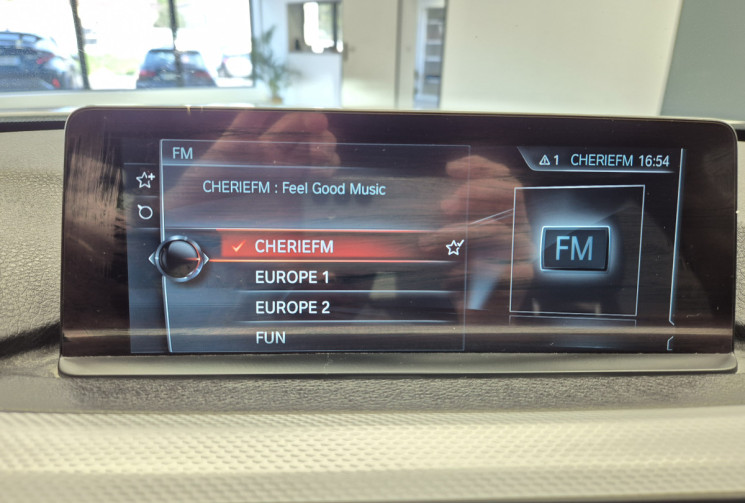 FM
1 CHERIEFM 16:54
CHERIEFM : Feel Good Music
CHERIEFM
EUROPE 1
EUROPE 2
FUN
FM